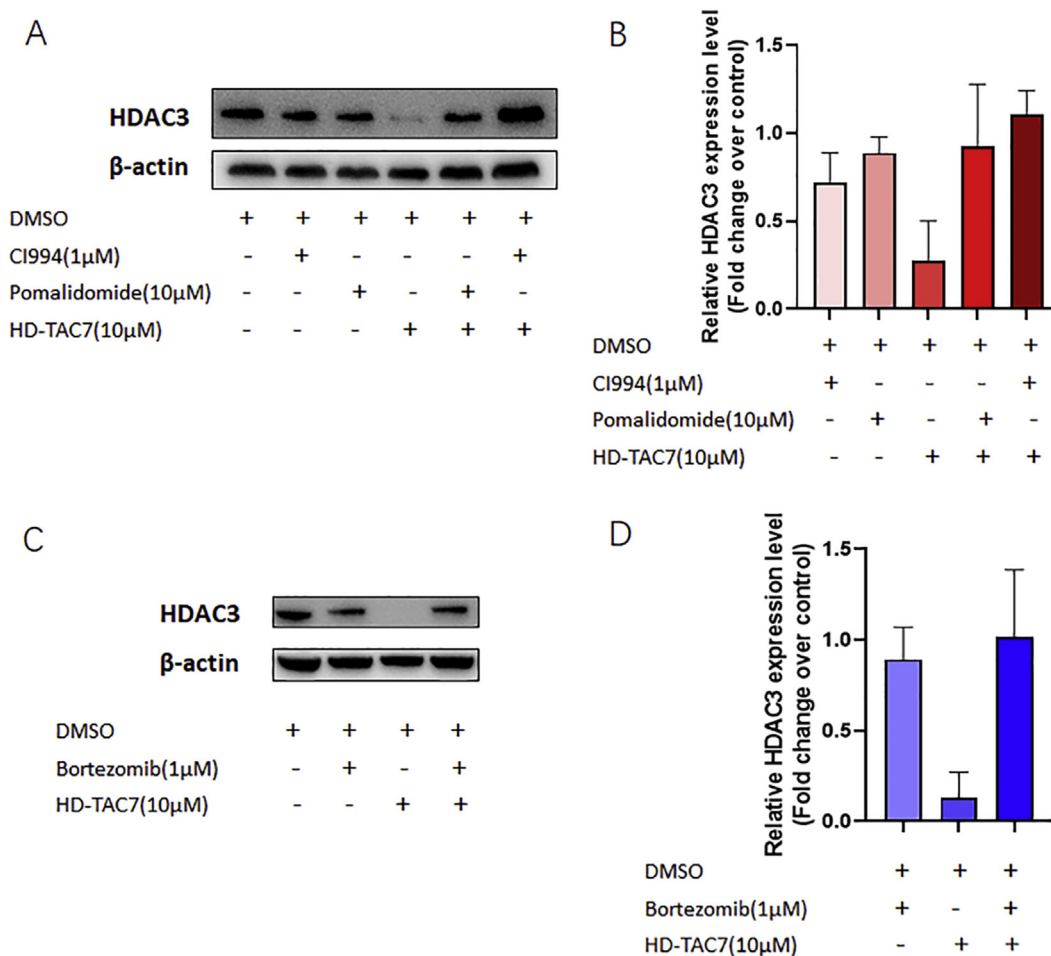 A
HDAC3
β-actin
DMSO + + + + + +
CI994(1μM) - + - - - +
Pomalidomide(10μM) - - + - + -
HD-TAC7(10μM) - - - + + +
B
Relative HDAC3 expression level
(Fold change over control)
1.5
1.0
0.5
0.0
DMSO + + + + +
CI994(1μM) + - - - +
Pomalidomide(10μM) - + - + -
HD-TAC7(10μM) - - + + +
C
HDAC3
β-actin
DMSO + + + +
Bortezomib(1μM) - + - +
HD-TAC7(10μM) - - + +
D
Relative HDAC3 expression level
(Fold change over control)
1.5
1.0
0.5
0.0
DMSO + + +
Bortezomib(1μM) + - +
HD-TAC7(10μM) - + +